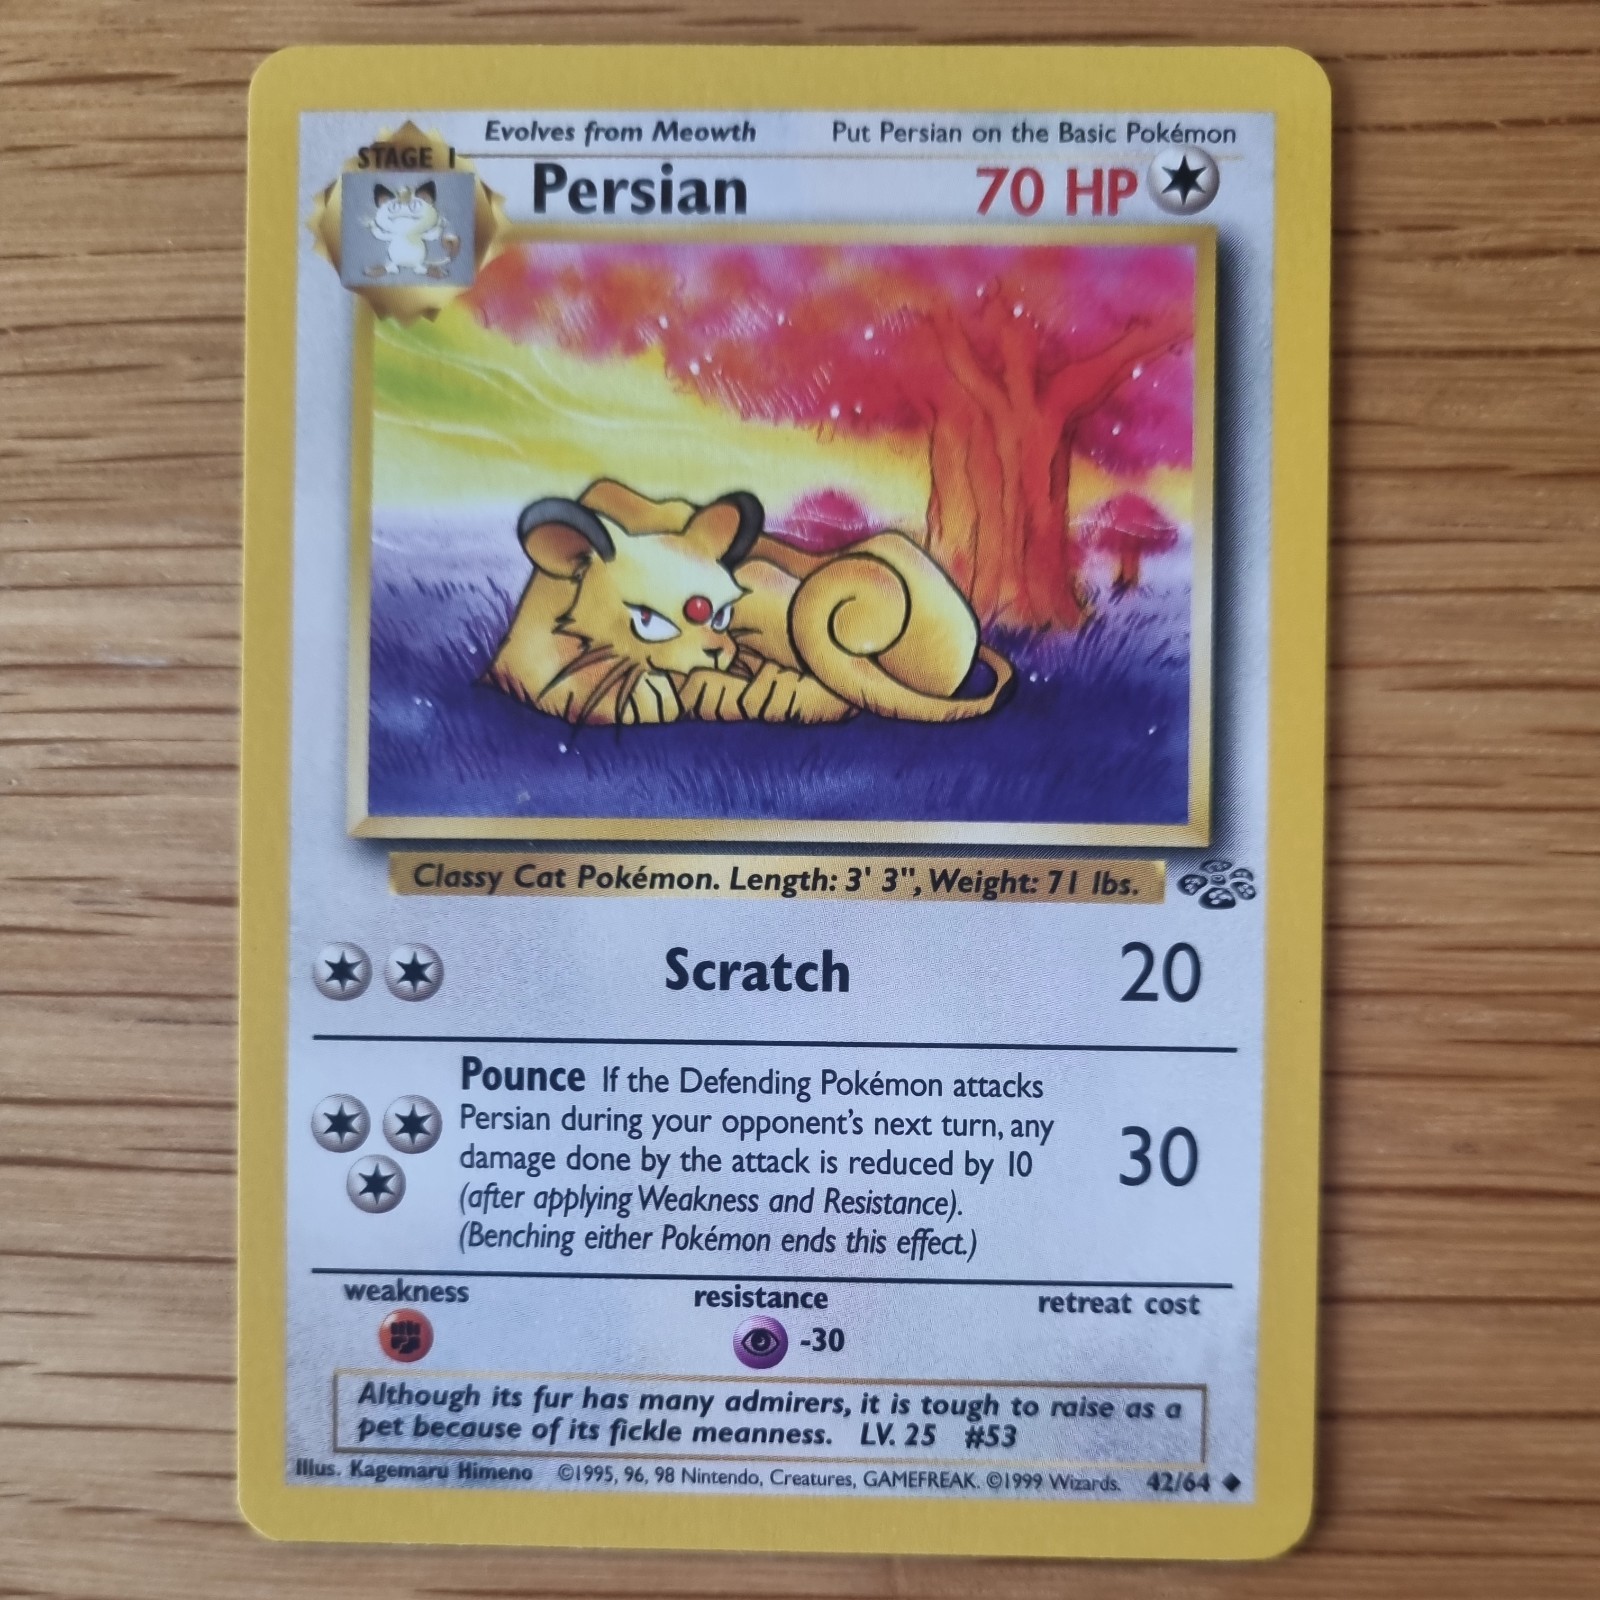 Evolves from Meowth Put Persian on the Basic Pokémon
STAGE 1
Persian 70 HP
Classy Cat Pokémon. Length: 3' 3", Weight: 71 lbs.
Scratch 20
Pounce If the Defending Pokémon attacks
Persian during your opponent's next turn, any
damage done by the attack is reduced by 10
30
(after applying Weakness and Resistance).
(Benching either Pokémon ends this effect.)
weakness resistance retreat cost
-30
Although its fur has many admirers, it is tough to raise as a
pet because of its fickle meanness. LV. 25 #53
Illus. Kagemaru Himeno ©1995, 96, 98 Nintendo, Creatures, GAMEFREAK. ©1999 Wizards. 42/64